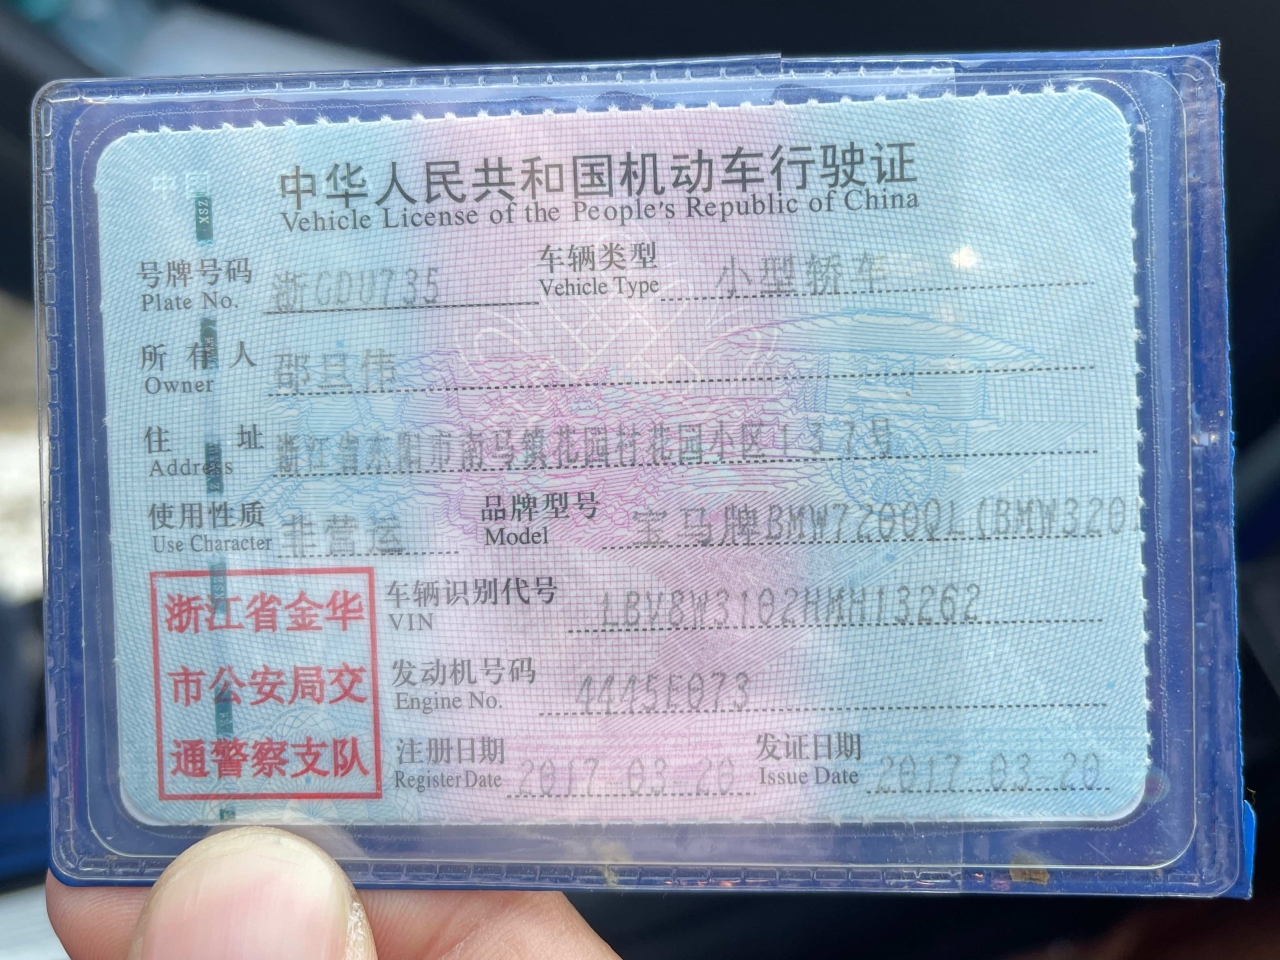 中华人民共和国机动车行驶证
Vehicle License of the People's Republic of China
号牌号码 浙GDU735 车辆类型 小型轿车
Plate No. Vehicle Type
所有人 邵旦伟
Owner
住址 浙江省东阳市南马镇花园村花园小区137号
Address
使用性质 非营运 品牌型号 宝马牌BMW7200QL(BMW320
Use Character Model
浙江省金华
市公安局交
通警察支队
车辆识别代号 LBV8W3102HMH13262
VIN
发动机号码 4445E073
Engine No.
注册日期 2017-03-20 发证日期 2017-03-20
Register Date Issue Date